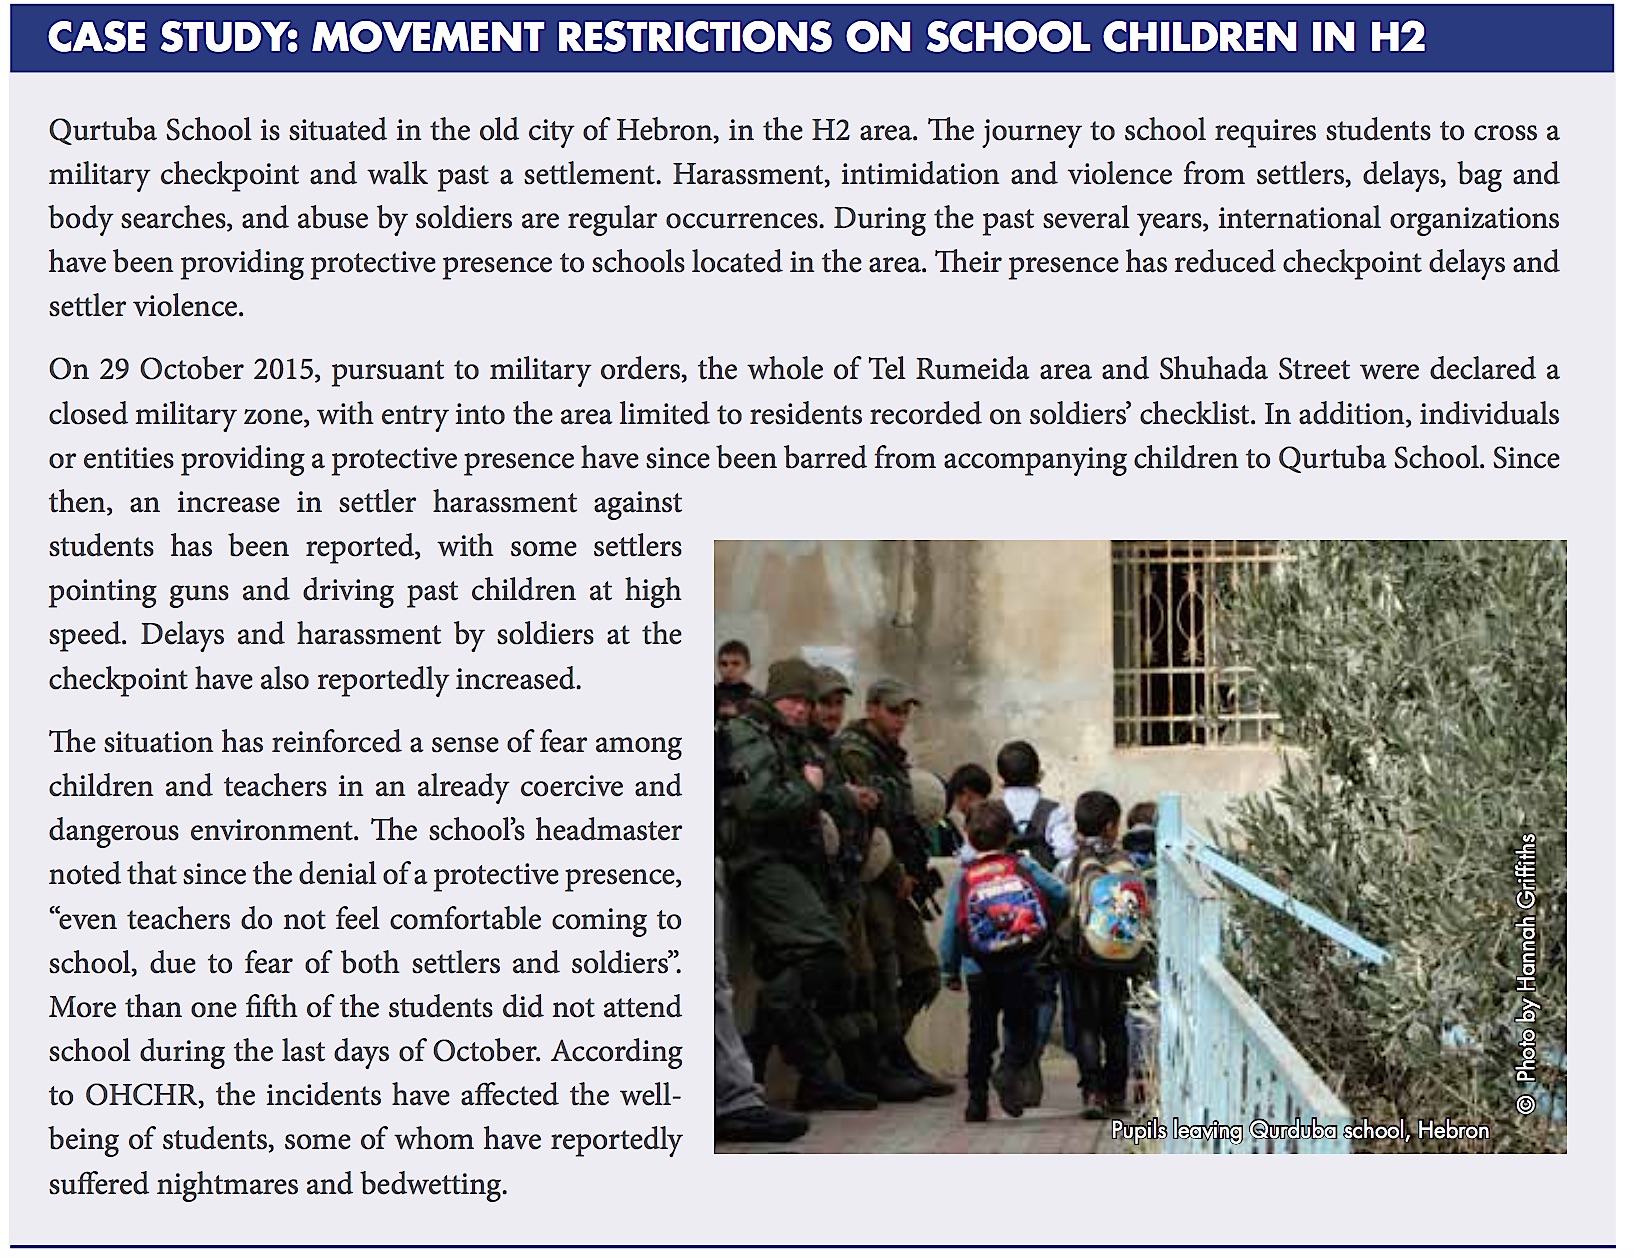 CASE STUDY: MOVEMENT RESTRICTIONS ON SCHOOL CHILDREN IN H2
Qurtuba School is situated in the old city of Hebron, in the H2 area. The journey to school requires students to cross a
military checkpoint and walk past a settlement. Harassment, intimidation and violence from settlers, delays, bag and
body searches, and abuse by soldiers are regular occurrences. During the past several years, international organizations
have been providing protective presence to schools located in the area. Their presence has reduced checkpoint delays and
settler violence.
On 29 October 2015, pursuant to military orders, the whole of Tel Rumeida area and Shuhada Street were declared a
closed military zone, with entry into the area limited to residents recorded on soldiers’ checklist. In addition, individuals
or entities providing a protective presence have since been barred from accompanying children to Qurtuba School. Since
then, an increase in settler harassment against
students has been reported, with some settlers
pointing guns and driving past children at high
speed. Delays and harassment by soldiers at the
checkpoint have also reportedly increased.
The situation has reinforced a sense of fear among
children and teachers in an already coercive and
dangerous environment. The school’s headmaster
noted that since the denial of a protective presence,
“even teachers do not feel comfortable coming to
school, due to fear of both settlers and soldiers”.
More than one fifth of the students did not attend
school during the last days of October. According
to OHCHR, the incidents have affected the well-
being of students, some of whom have reportedly
suffered nightmares and bedwetting.
© Photo by Hannah Griffiths
Pupils leaving Qurduba school, Hebron